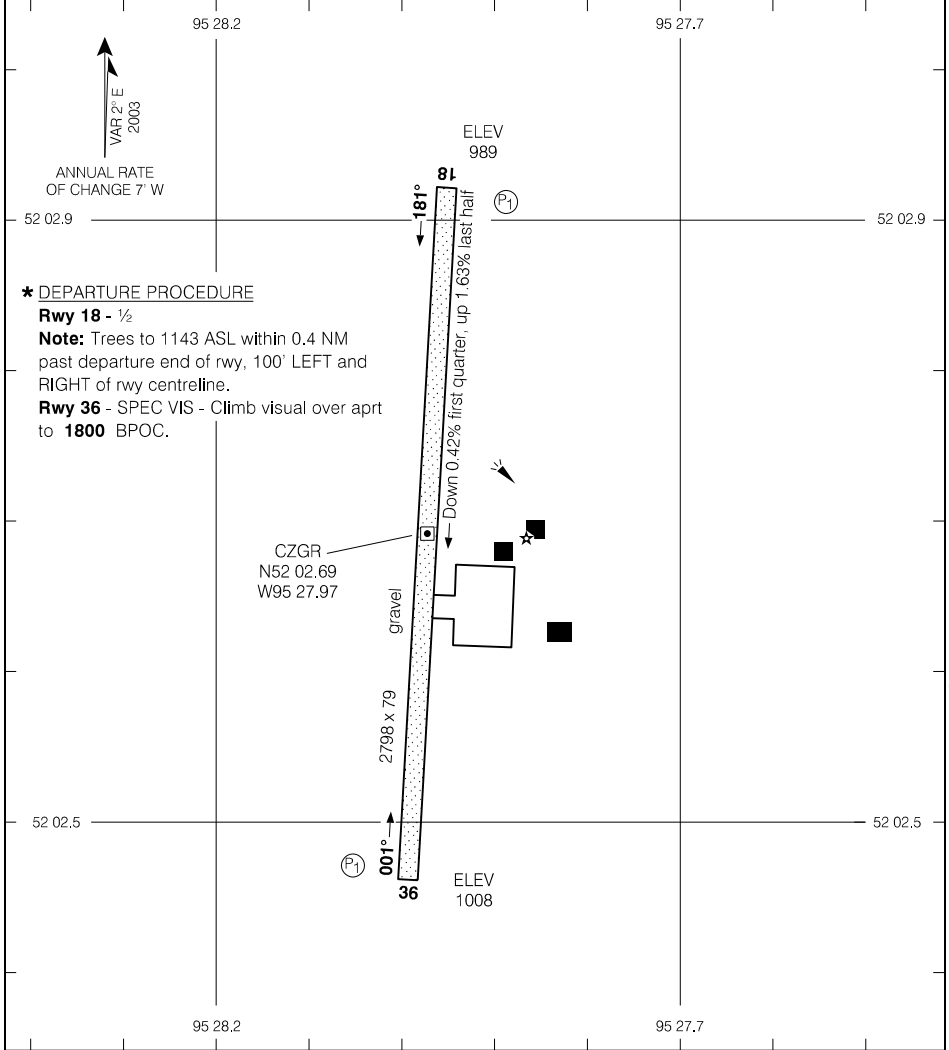 95 28.2
95 27.7
VAR 2° E
2003
ANNUAL RATE
OF CHANGE 7' W
ELEV
989
18
P1
181°
52 02.9
52 02.9
Down 0.42% first quarter, up 1.63% last half
* DEPARTURE PROCEDURE
Rwy 18 - ½
Note: Trees to 1143 ASL within 0.4 NM
past departure end of rwy, 100' LEFT and
RIGHT of rwy centreline.
Rwy 36 - SPEC VIS - Climb visual over aprt
to 1800 BPOC.
CZGR
N52 02.69
W95 27.97
gravel
2798 x 79
52 02.5
52 02.5
001°
P1
36
ELEV
1008
95 28.2
95 27.7